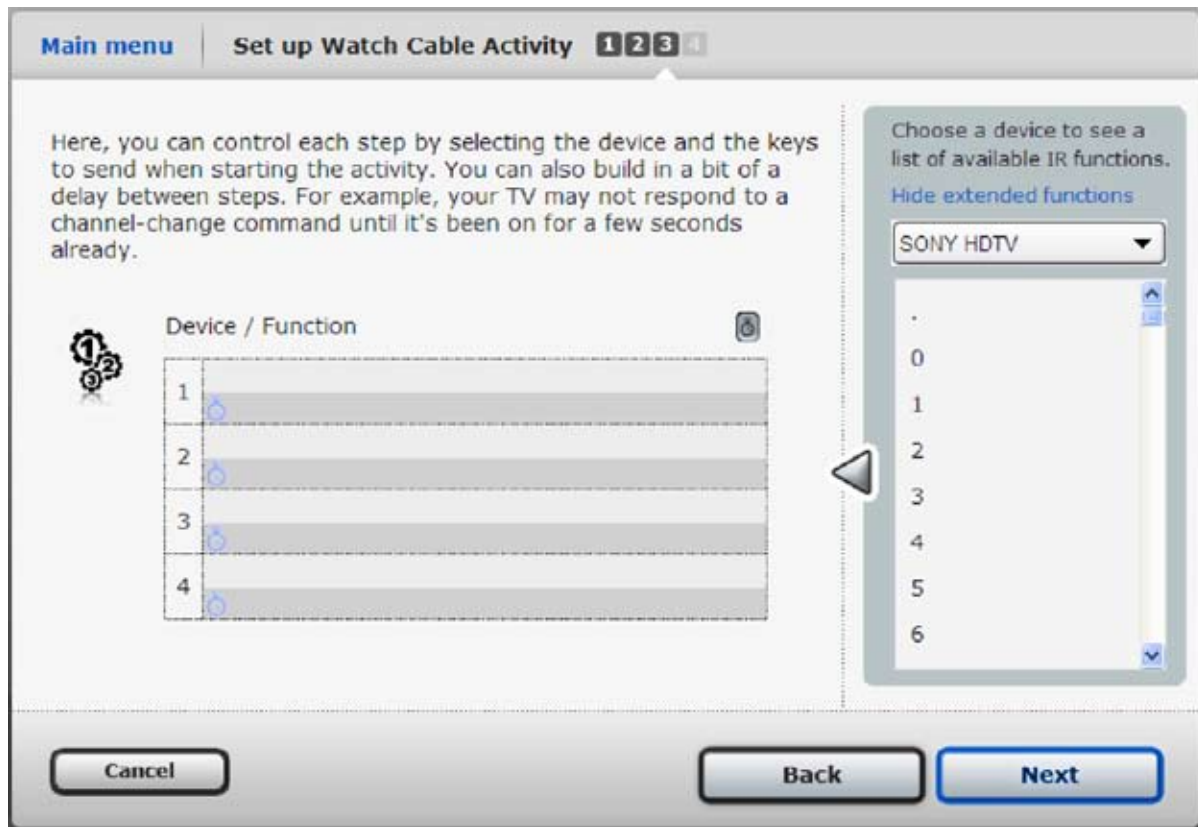 Main menu
Set up Watch Cable Activity 1 2 3 4
Here, you can control each step by selecting the device and the keys
to send when starting the activity. You can also build in a bit of a
delay between steps. For example, your TV may not respond to a
channel-change command until it's been on for a few seconds
already.
1 2 3
Device / Function
1
2
3
4
Choose a device to see a
list of available IR functions.
Hide extended functions
SONY HDTV
.
0
1
2
3
4
5
6
Cancel
Back
Next